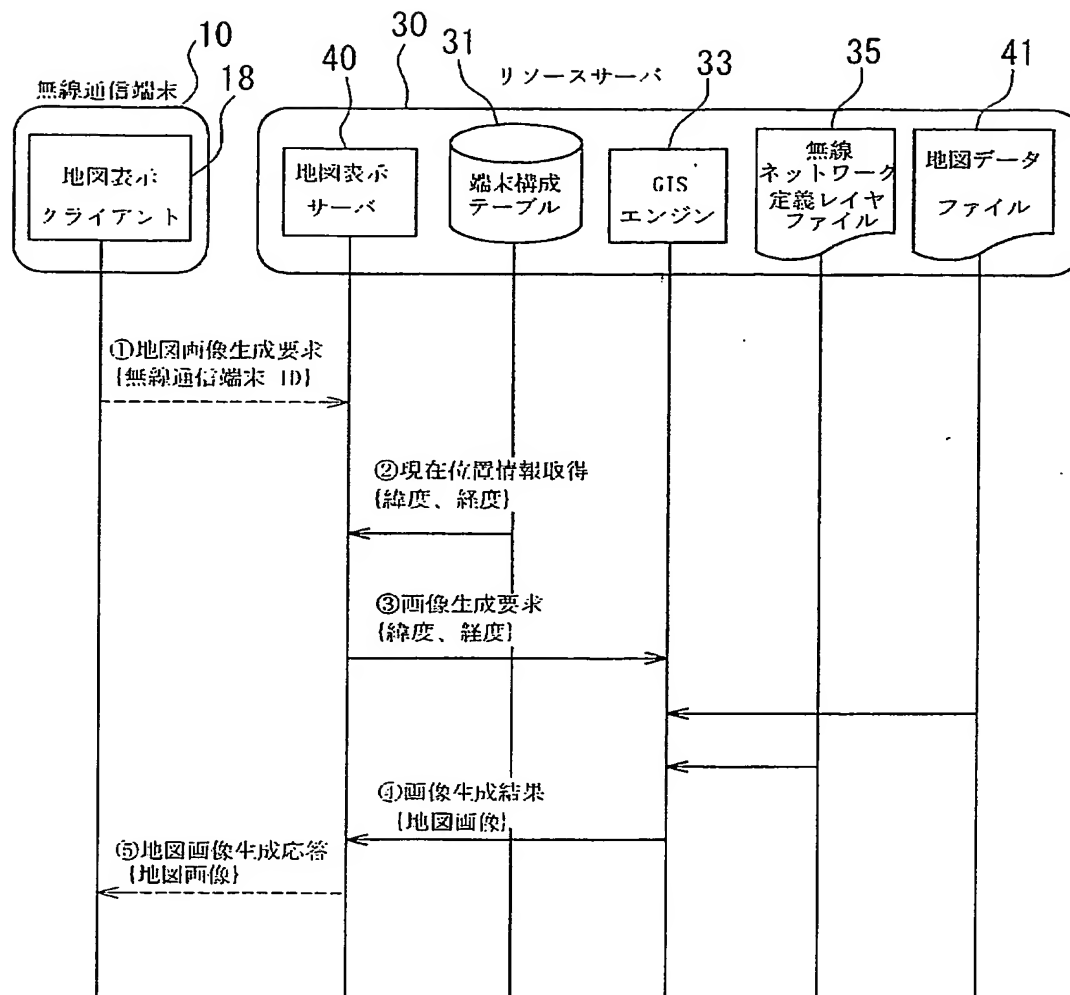 10
30
無線通信端末
18
40
31
リソースサーバ
33
35
41
地図表示
クライアント
地図表示
サーバ
端末構成
テーブル
GIS
エンジン
無線
ネットワーク
定義レイヤ
ファイル
地図データ
ファイル
①地図画像生成要求
{無線通信端末 ID}
②現在位置情報取得
{緯度、経度}
③画像生成要求
{緯度、経度}
④画像生成結果
{地図画像}
⑤地図画像生成応答
{地図画像}